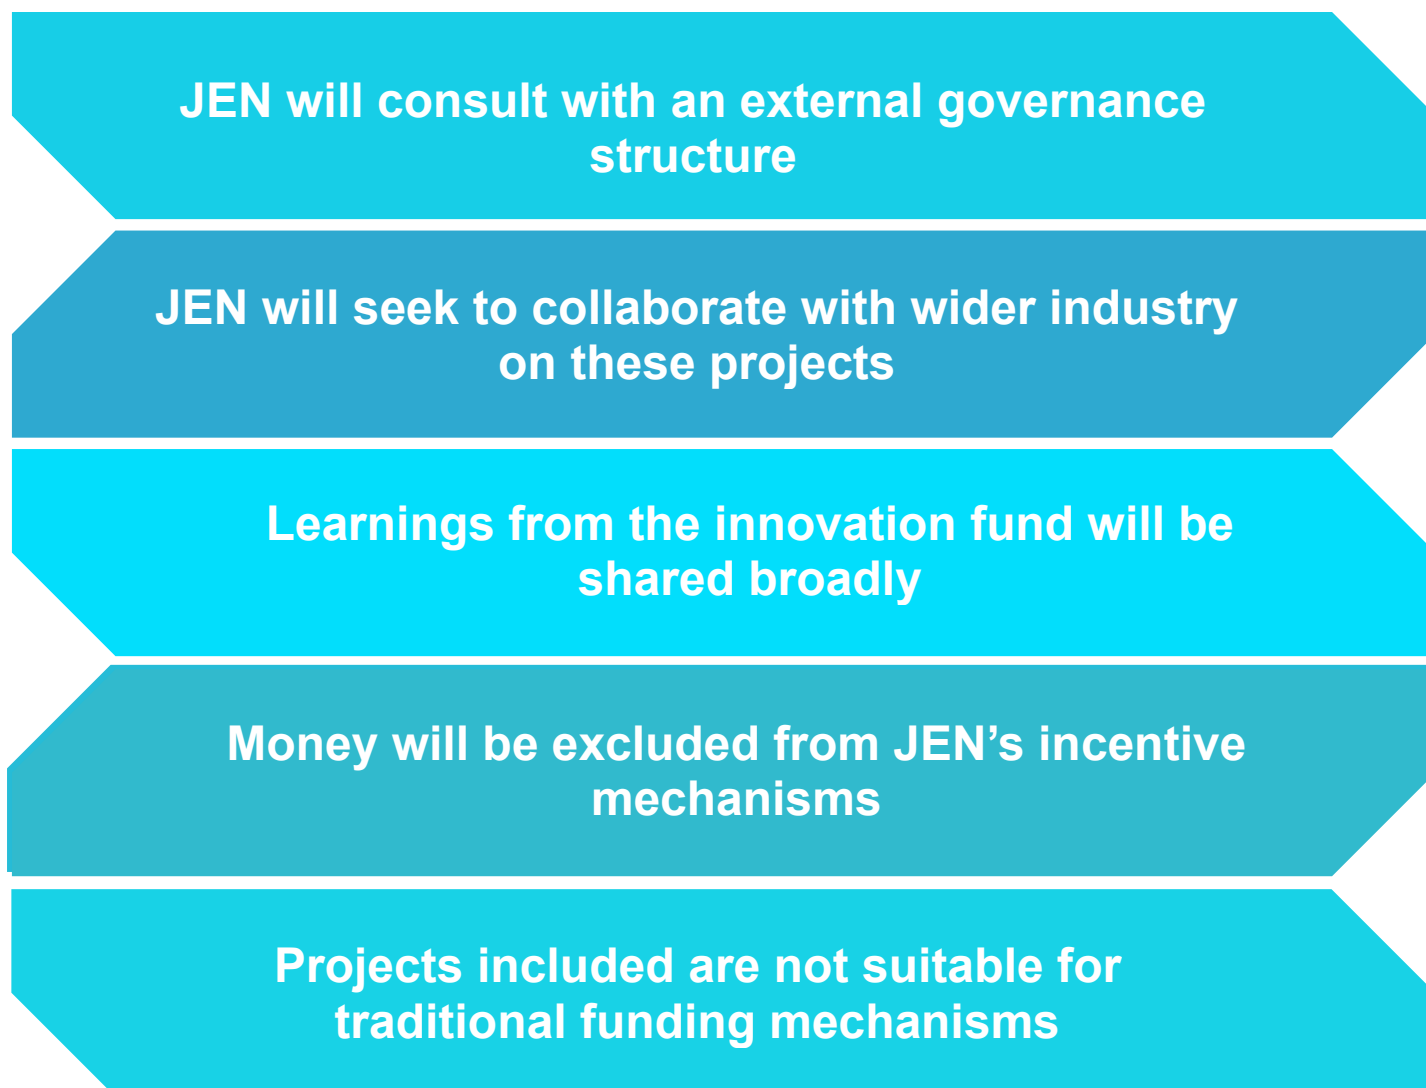 JEN will consult with an external governance
structure
JEN will seek to collaborate with wider industry
on these projects
Learnings from the innovation fund will be
shared broadly
Money will be excluded from JEN’s incentive
mechanisms
Projects included are not suitable for
traditional funding mechanisms